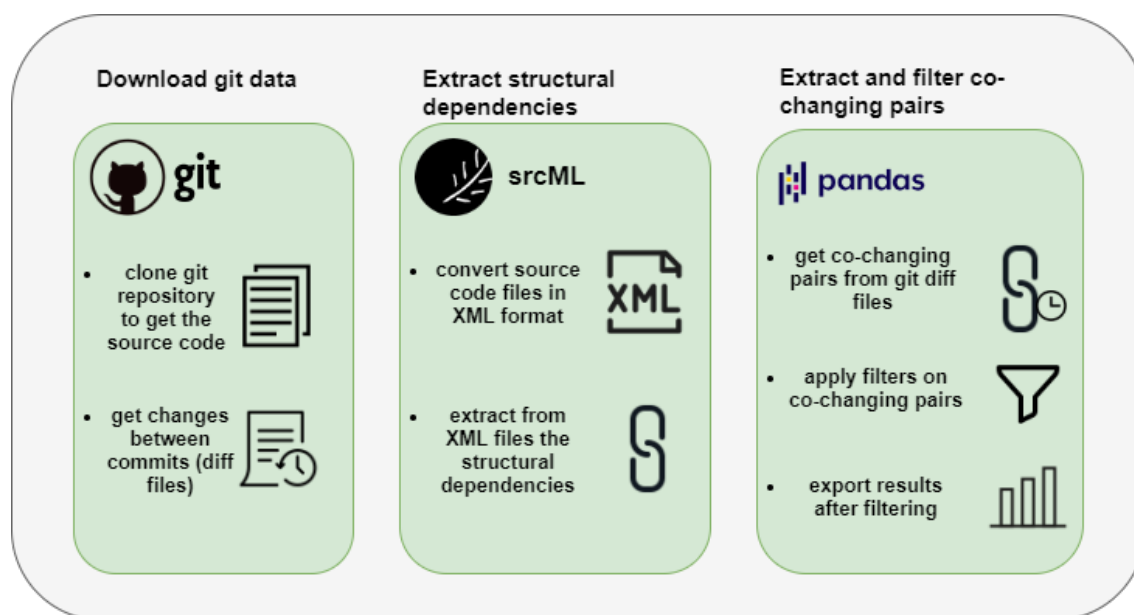 Download git data
git
• clone git
repository
to get the
source code
• get changes
between
commits (diff
files)
Extract structural
dependencies
srcML
• convert source
code files in
XML format
XML
• extract from
XML files the
structural
dependencies
Extract and filter co-
changing pairs
pandas
• get co-changing
pairs from git diff
files
• apply filters on
co-changing pairs
• export results
after filtering